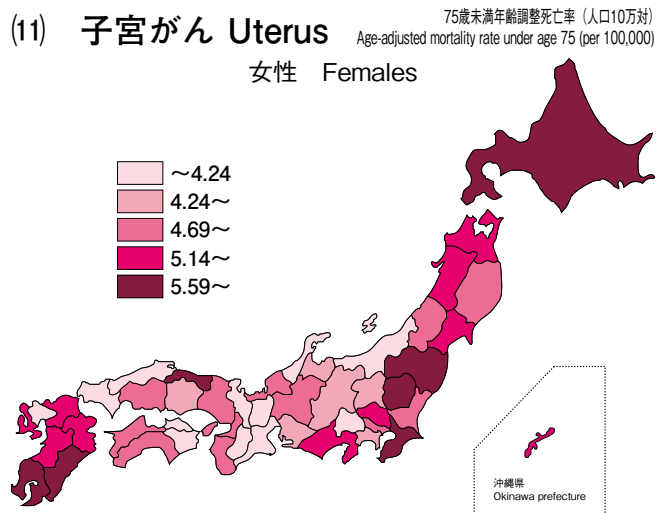 ⑾ 子宮がん Uterus
75歳未満年齢調整死亡率（人口10万対）
Age-adjusted mortality rate under age 75 (per 100,000)
女性 Females
～4.24
4.24～
4.69～
5.14～
5.59～
沖縄県
Okinawa prefecture